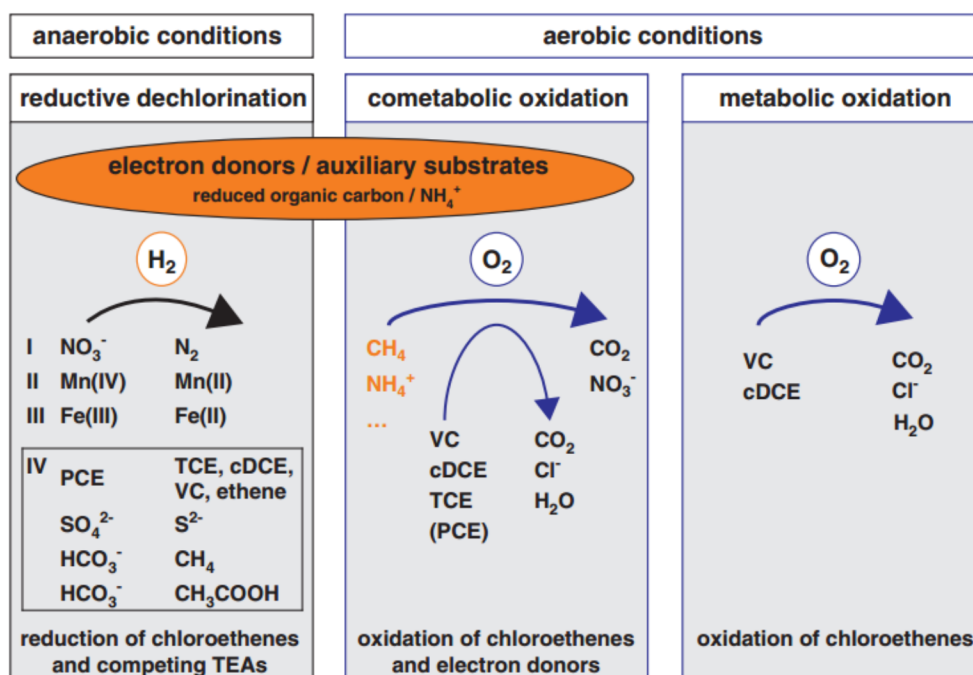 anaerobic conditions
aerobic conditions
reductive dechlorination
cometabolic oxidation
metabolic oxidation
electron donors / auxiliary substrates
reduced organic carbon / NH₄⁺
H₂
I NO₃⁻ N₂
II Mn(IV) Mn(II)
III Fe(III) Fe(II)
IV PCE TCE, cDCE,
VC, ethene
SO₄²⁻ S²⁻
HCO₃⁻ CH₄
HCO₃⁻ CH₃COOH
reduction of chloroethenes
and competing TEAs
O₂
CH₄ CO₂
NH₄⁺ NO₃⁻
...
VC CO₂
cDCE Cl⁻
TCE H₂O
(PCE)
oxidation of chloroethenes
and electron donors
O₂
VC CO₂
cDCE Cl⁻
H₂O
oxidation of chloroethenes